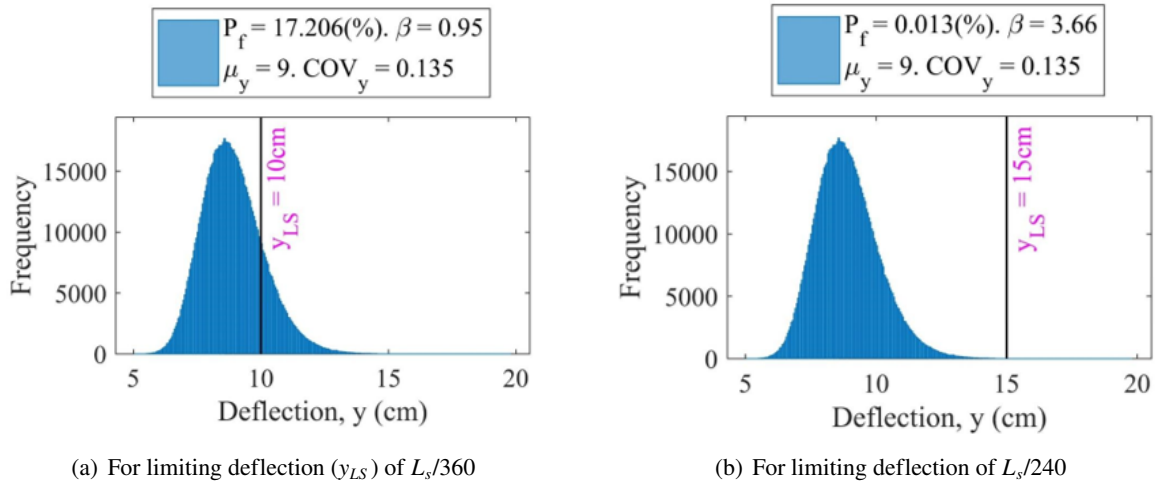 P_f = 17.206(%). β = 0.95
μ_y = 9. COV_y = 0.135
Frequency
15000
10000
5000
0
y_LS = 10cm
5
10
15
20
Deflection, y (cm)
(a) For limiting deflection (y_LS) of L_s/360
P_f = 0.013(%). β = 3.66
μ_y = 9. COV_y = 0.135
Frequency
15000
10000
5000
0
y_LS = 15cm
5
10
15
20
Deflection, y (cm)
(b) For limiting deflection of L_s/240